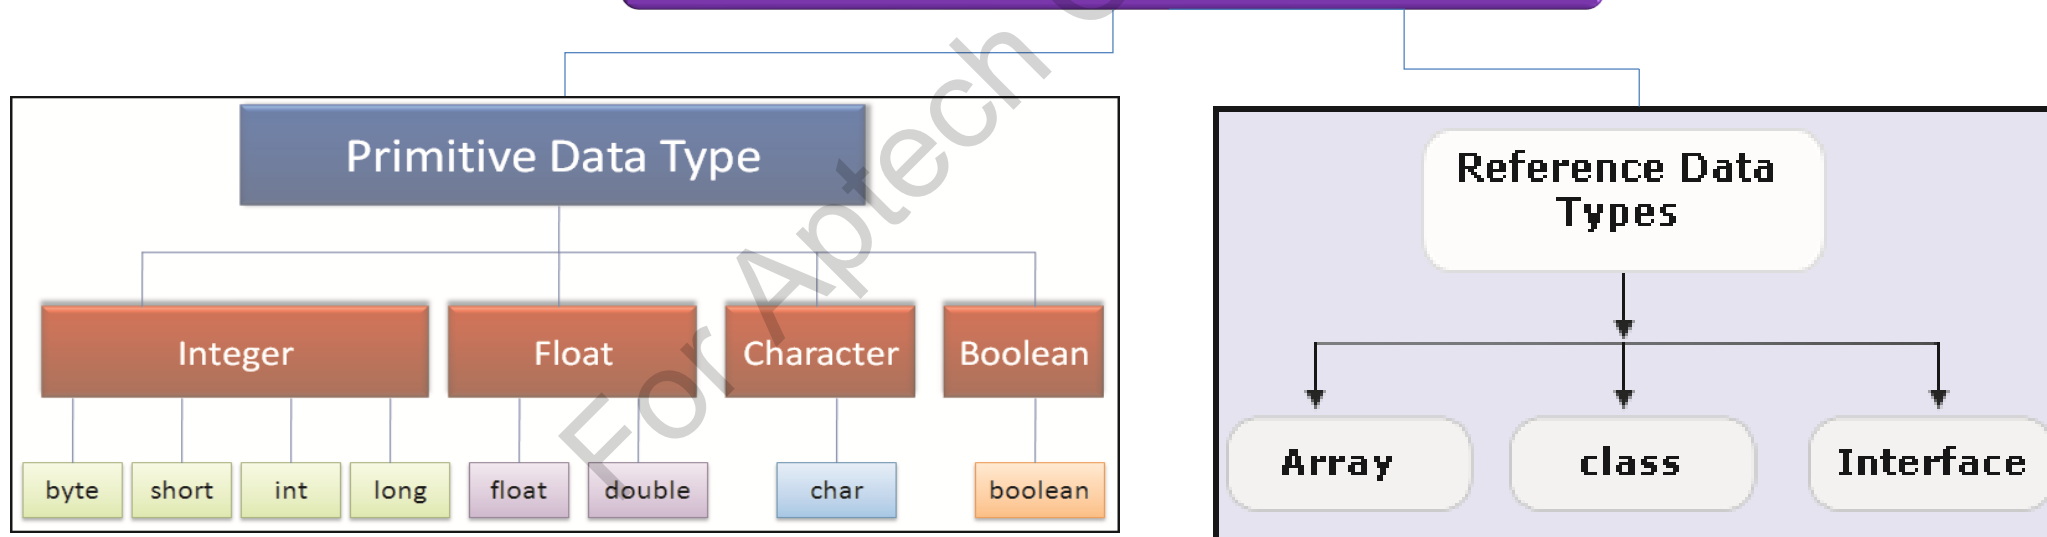 Primitive Data Type
Integer
Float
Character
Boolean
byte
short
int
long
float
double
char
boolean
Reference Data
Types
Array
class
Interface
For Aptech